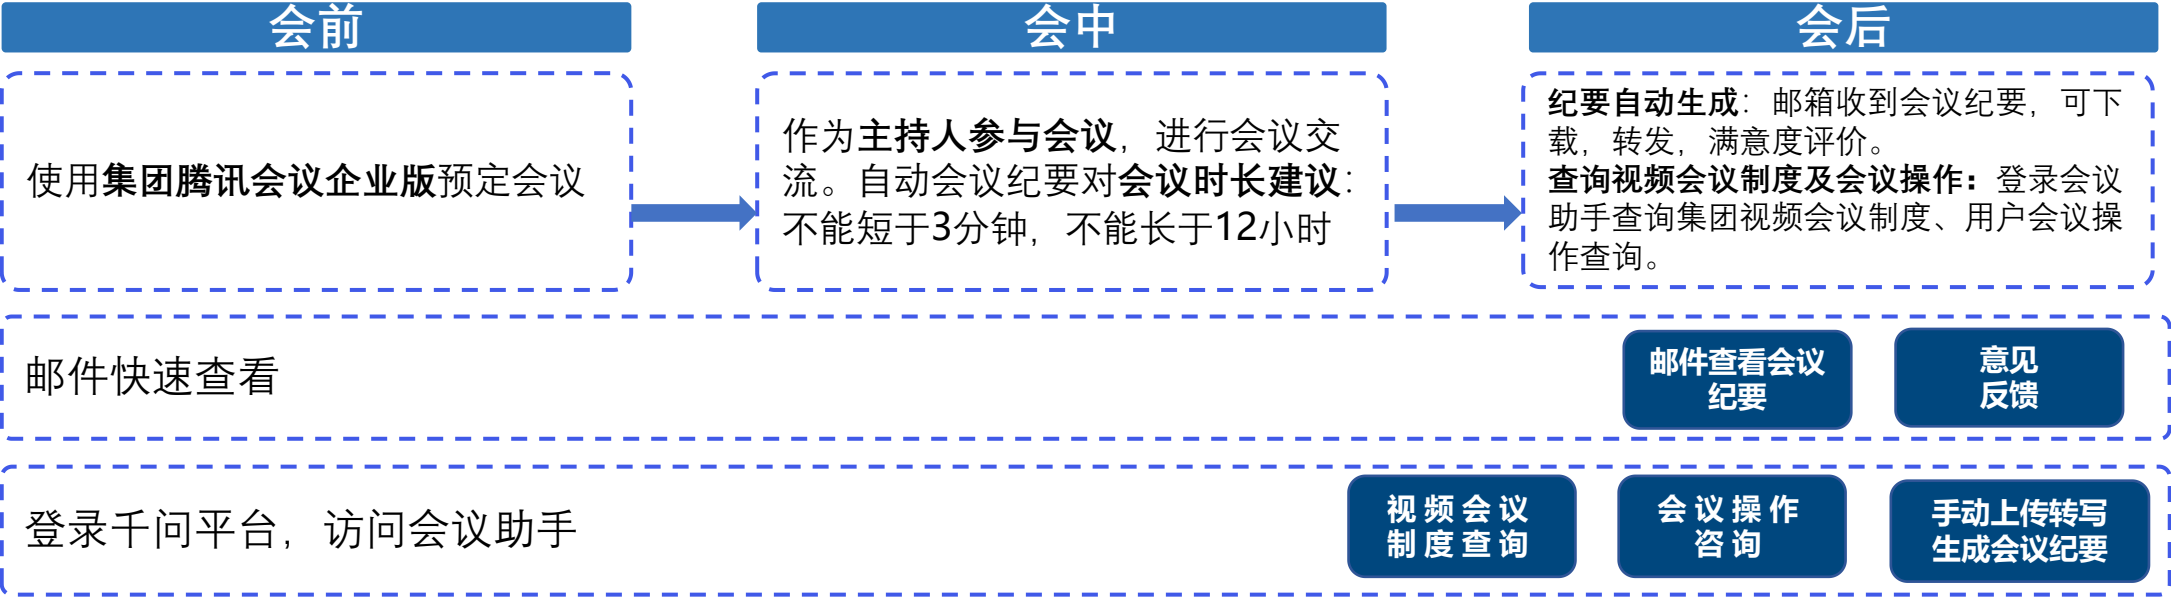 会前
使用集团腾讯会议企业版预定会议
会中
作为主持人参与会议，进行会议交
流。自动会议纪要对会议时长建议：
不能短于3分钟，不能长于12小时
会后
纪要自动生成：邮箱收到会议纪要，可下
载，转发，满意度评价。
查询视频会议制度及会议操作：登录会议
助手查询集团视频会议制度、用户会议操
作查询。
邮件快速查看
邮件查看会议
纪要
意见
反馈
登录千问平台，访问会议助手
视频会议
制度查询
会议操作
咨询
手动上传转写
生成会议纪要